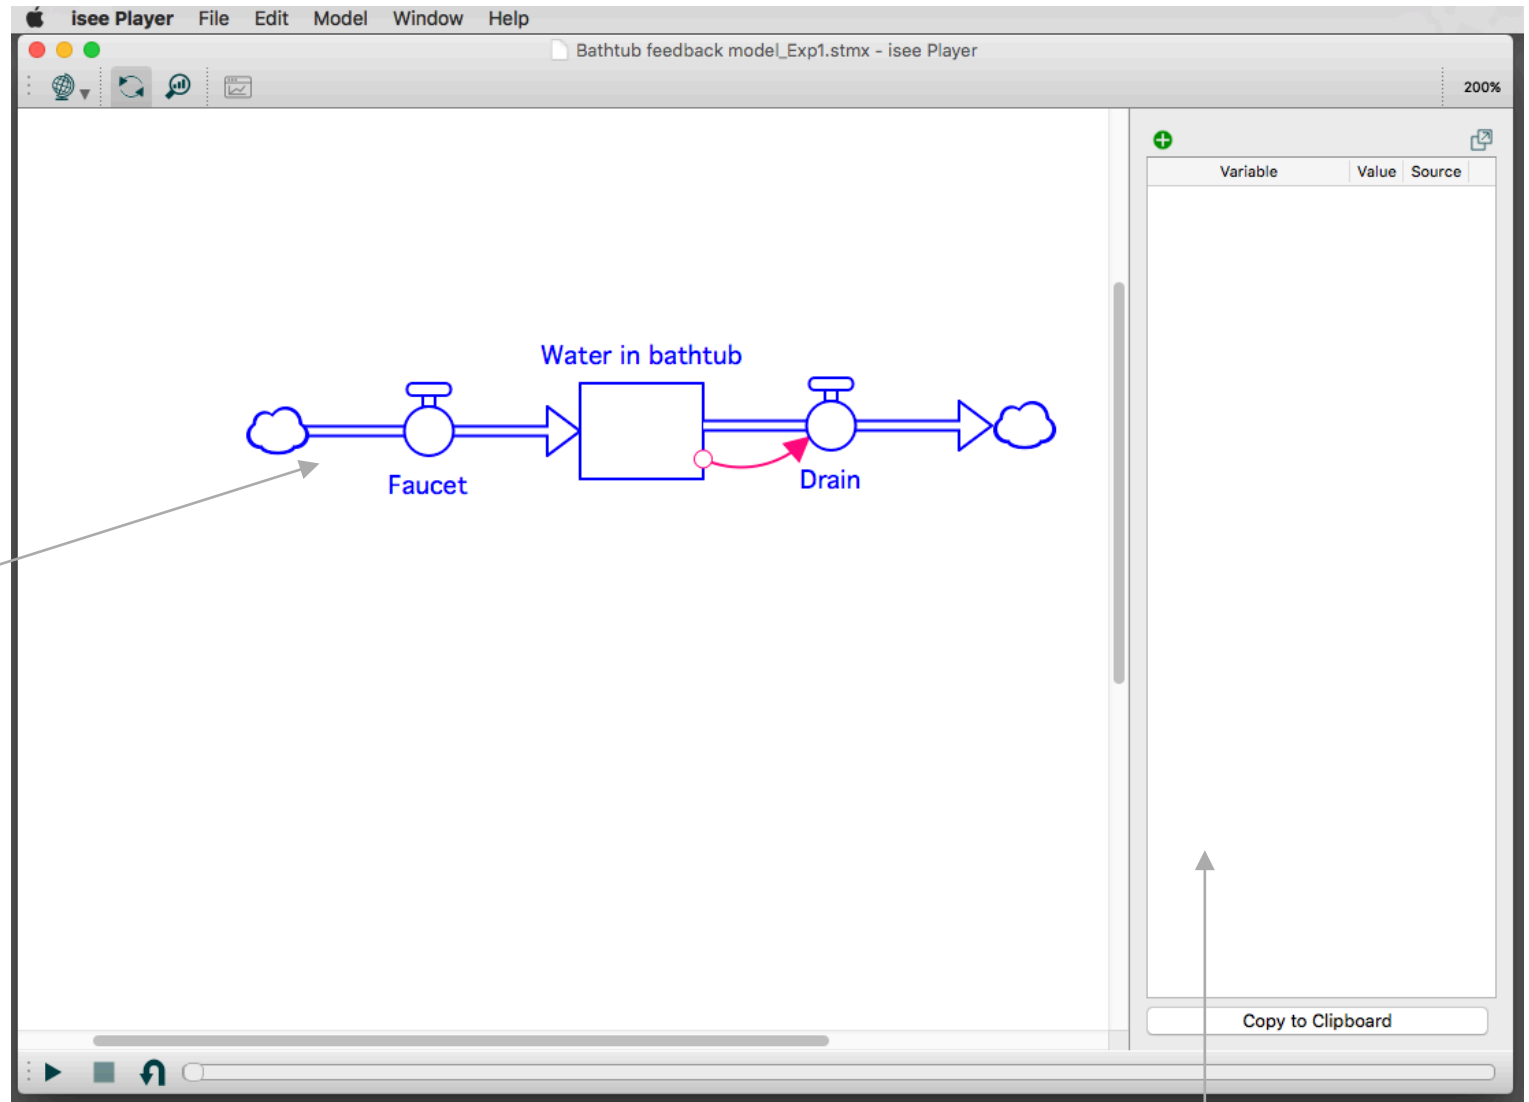 isee Player File Edit Model Window Help
Bathtub feedback model_Exp1.stmx - isee Player
200%
Variable Value Source
Water in bathtub
Faucet
Drain
Copy to Clipboard